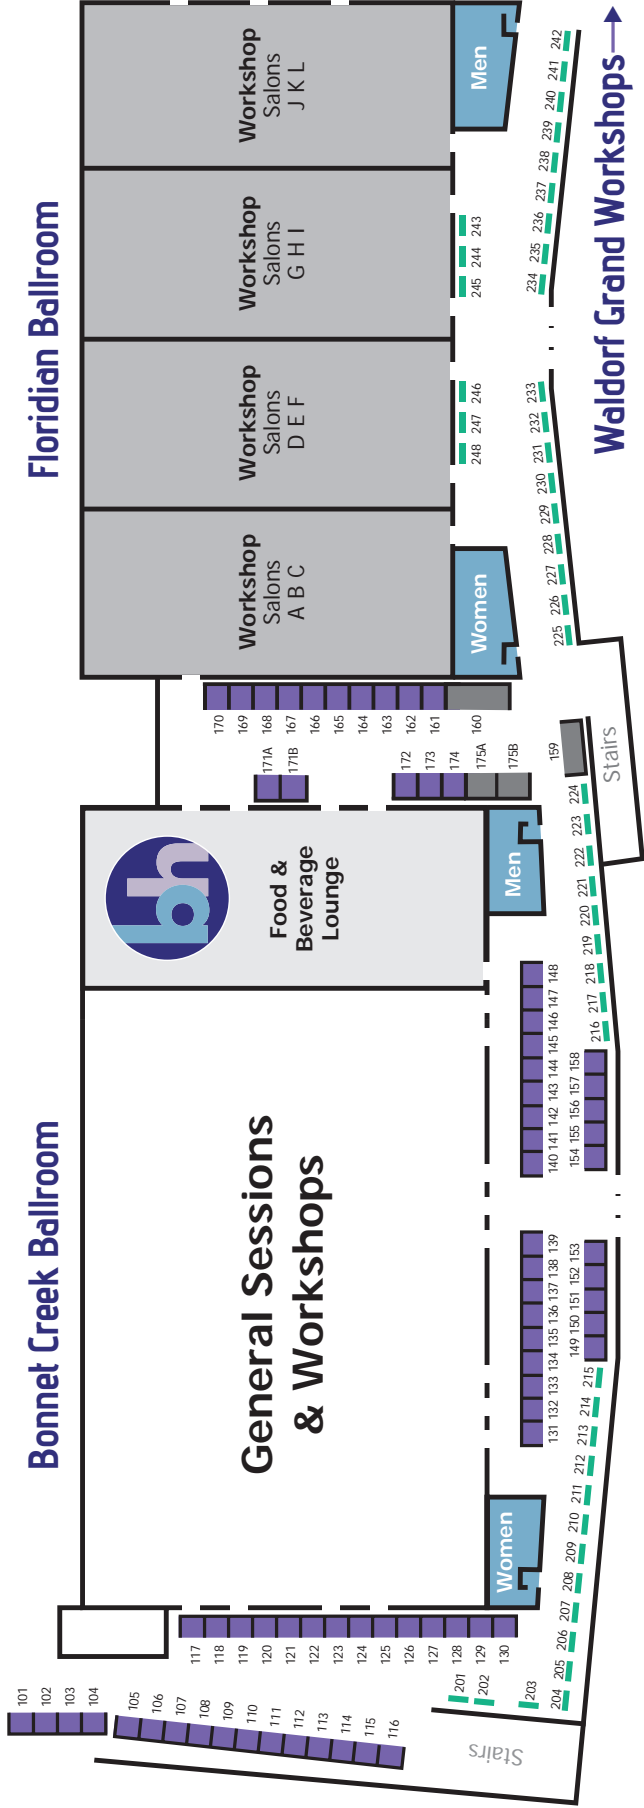 Bonnet Creek Ballroom
Floridian Ballroom
General Sessions
& Workshops
bh
Food &
Beverage
Lounge
Workshop
Salons
A B C
Workshop
Salons
D E F
Workshop
Salons
G H I
Workshop
Salons
J K L
Women
Men
Women
Men
Stairs
Stairs
Waldorf Grand Workshops
101
102
103
104
105
106
107
108
109
110
111
112
113
114
115
116
117
118
119
120
121
122
123
124
125
126
127
128
129
130
131 132 133 134 135 136 137 138 139
140 141 142 143 144 145 146 147 148
149 150 151 152 153
154 155 156 157 158
159
160
161
162
163
164
165
166
167
168
169
170
171A
171B
172
173
174
175A
175B
201
202
203
204
205
206
207
208
209
210
211
212
213
214
215
216
217
218
219
220
221
222
223
224
225
226
227
228
229
230
231
232
233
234
235
236
237
238
239
240
241
242
243
244
245
246
247
248